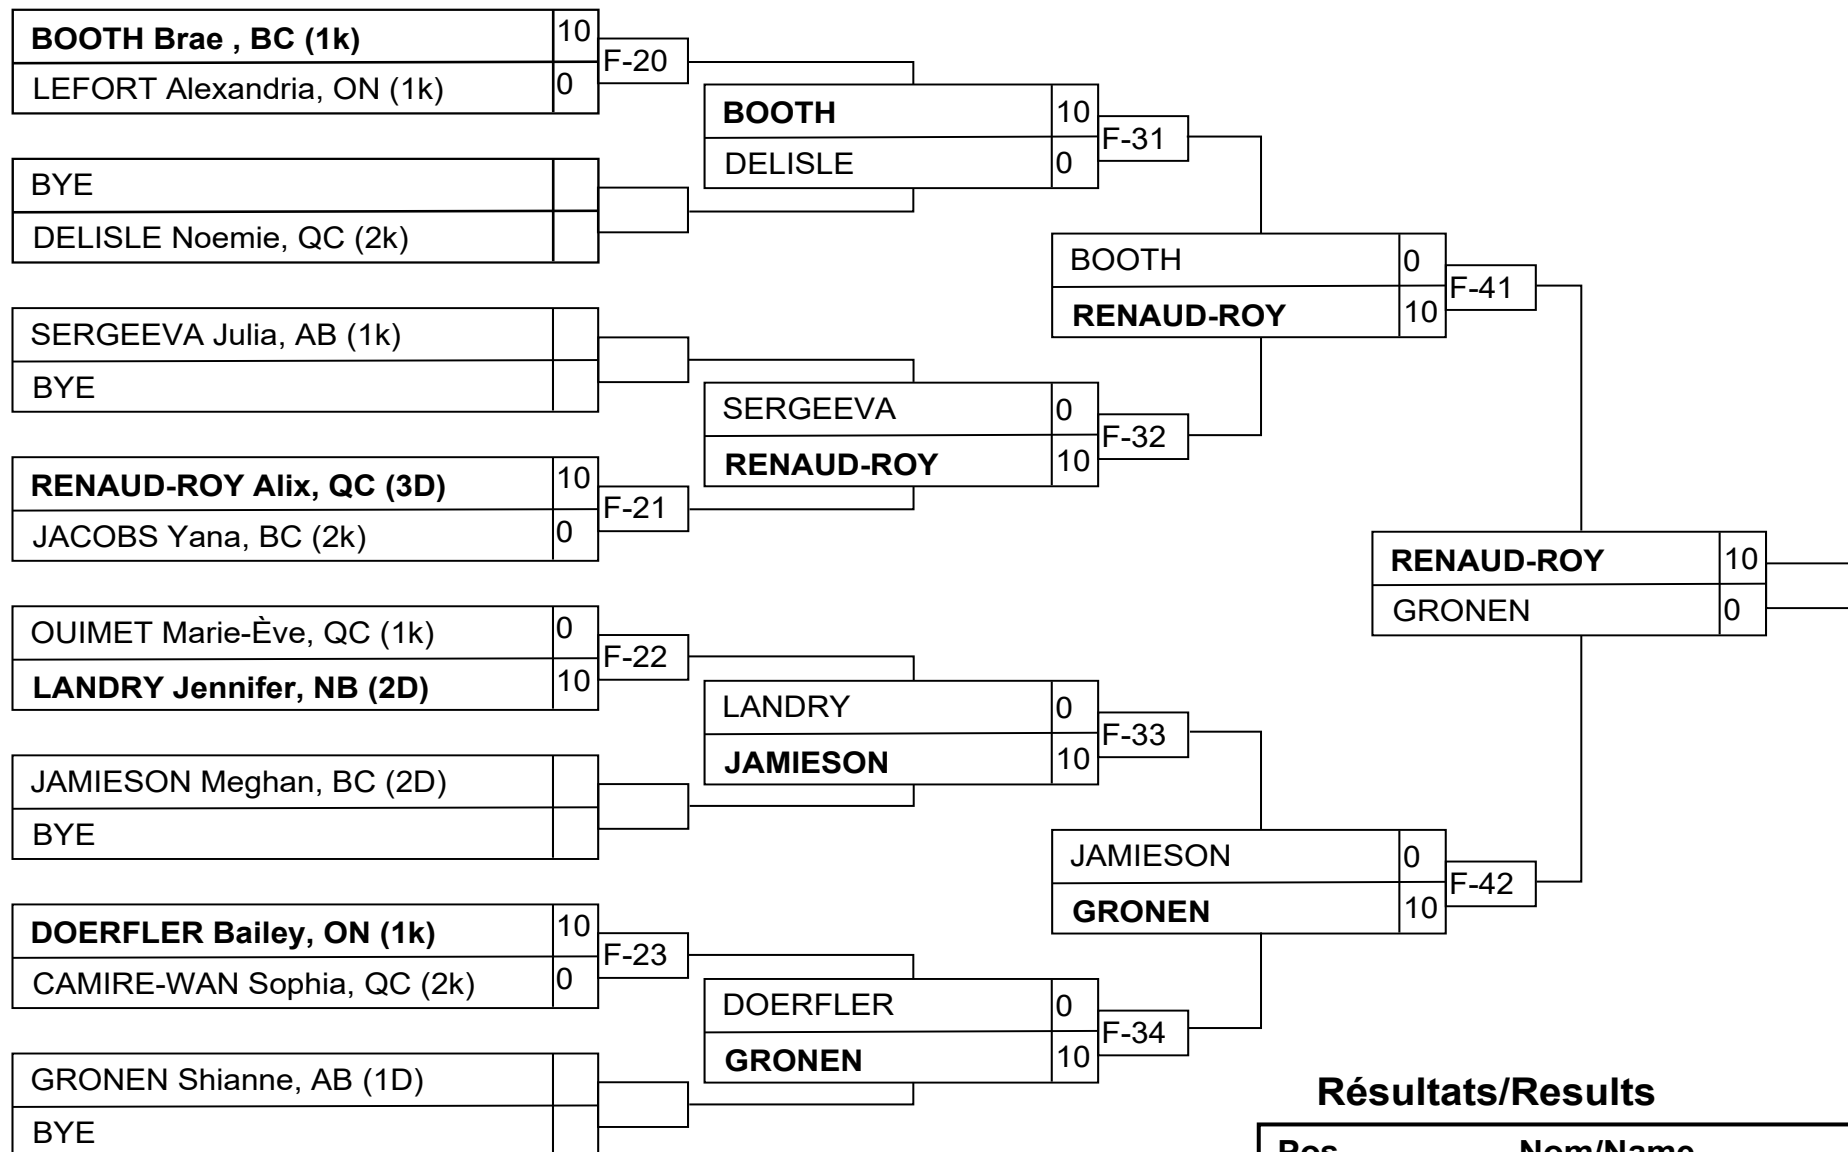 BOOTH Brae , BC (1k) 10
LEFORT Alexandria, ON (1k) 0
F-20
BYE
DELISLE Noemie, QC (2k)
SERGEEVA Julia, AB (1k)
BYE
RENAUD-ROY Alix, QC (3D) 10
JACOBS Yana, BC (2k) 0
F-21
OUIMET Marie-Ève, QC (1k) 0
LANDRY Jennifer, NB (2D) 10
F-22
JAMIESON Meghan, BC (2D)
BYE
DOERFLER Bailey, ON (1k) 10
CAMIRE-WAN Sophia, QC (2k) 0
F-23
GRONEN Shianne, AB (1D)
BYE
BOOTH 10
DELISLE 0
F-31
SERGEEVA 0
RENAUD-ROY 10
F-32
LANDRY 0
JAMIESON 10
F-33
DOERFLER 0
GRONEN 10
F-34
BOOTH 0
RENAUD-ROY 10
F-41
JAMIESON 0
GRONEN 10
F-42
RENAUD-ROY 10
GRONEN 0
Résultats/Results
Pos Nom/Name